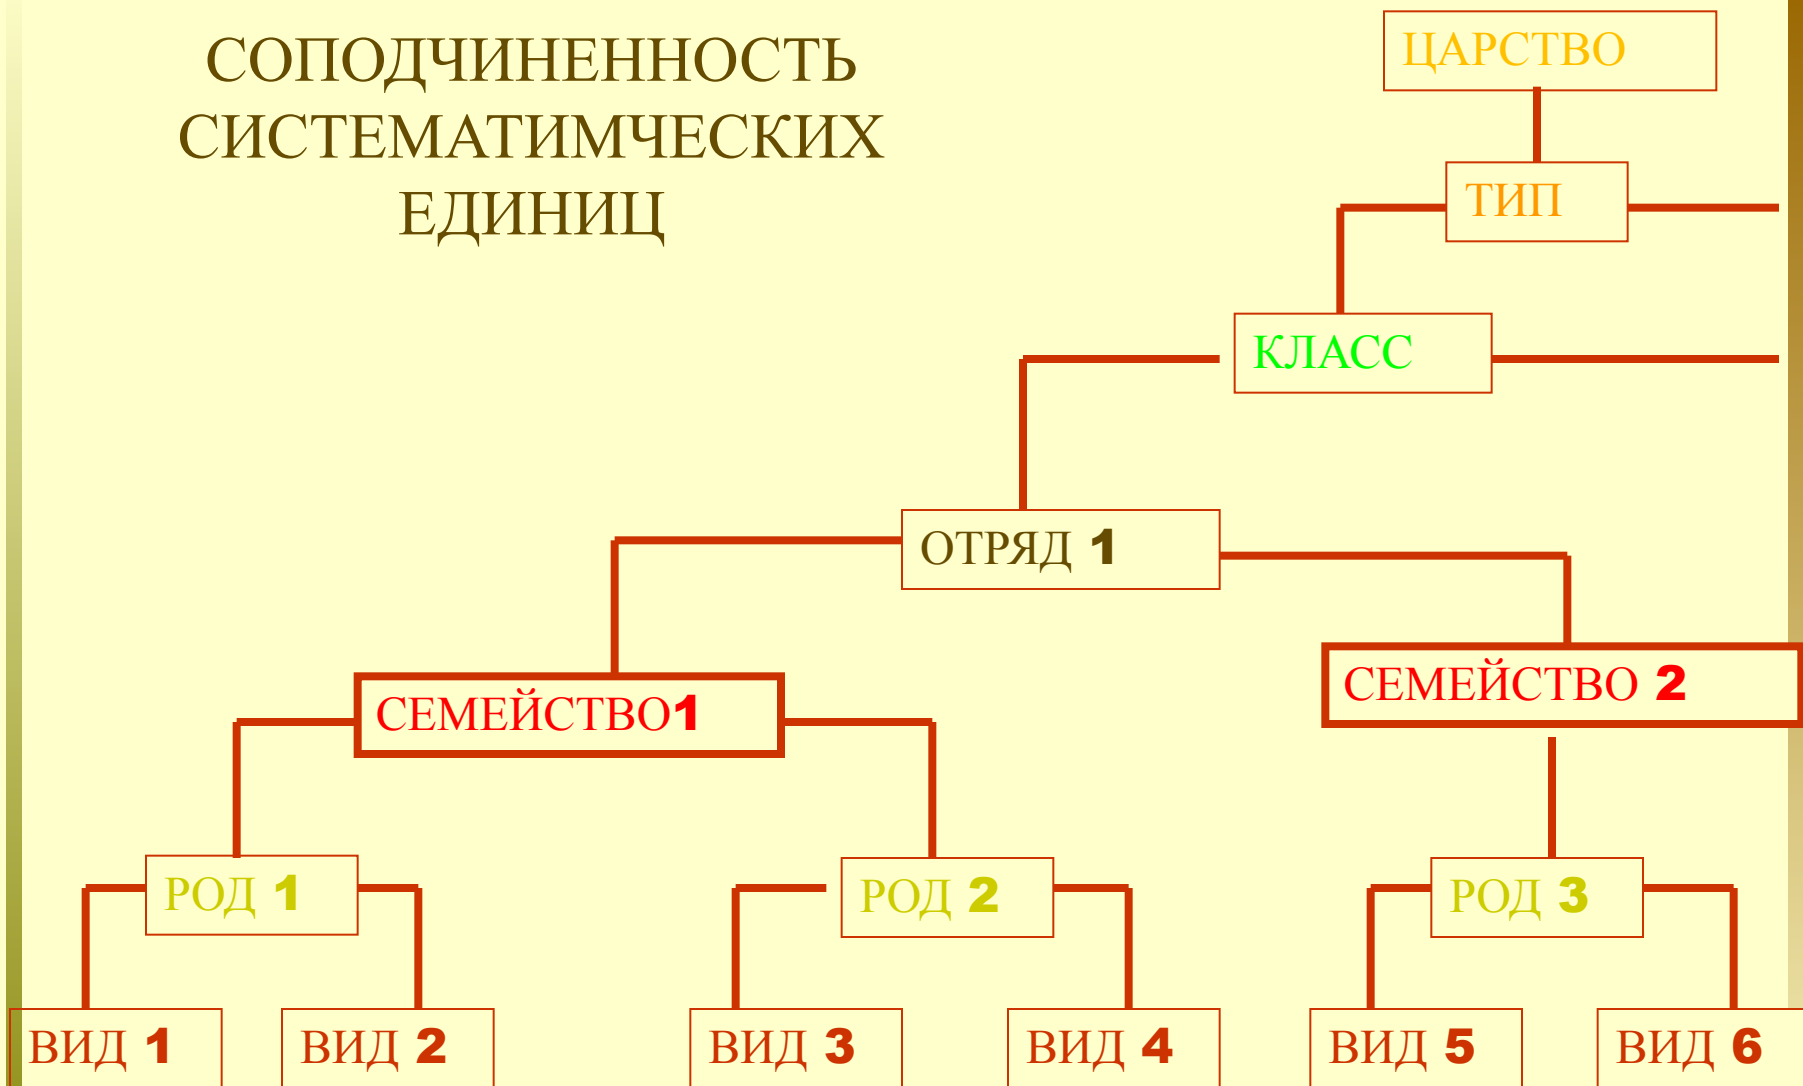 СОПОДЧИНЕННОСТЬ
СИСТЕМАТИМЧЕСКИХ
ЕДИНИЦ
ЦАРСТВО
ТИП
КЛАСС
ОТРЯД 1
СЕМЕЙСТВО1
СЕМЕЙСТВО 2
РОД 1
РОД 2
РОД 3
ВИД 1
ВИД 2
ВИД 3
ВИД 4
ВИД 5
ВИД 6